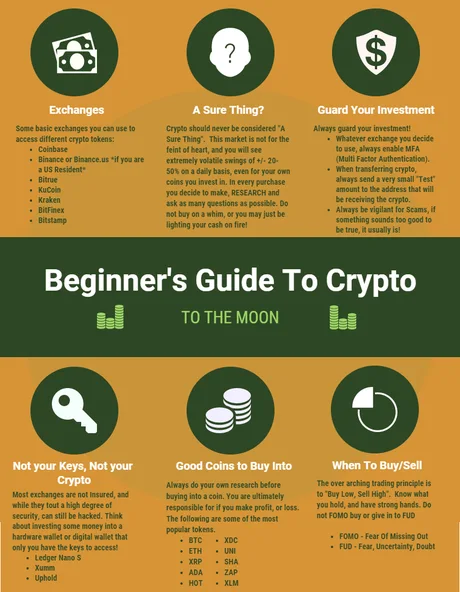 Exchanges
Some basic exchanges you can use to
access different crypto tokens:
• Coinbase
• Binance or Binance.us *if you are
a US Resident*
• Bitrue
• KuCoin
• Kraken
• BitFinex
• Bitstamp
?
A Sure Thing?
Crypto should never be considered "A
Sure Thing". This market is not for the
feint of heart, and you will see
extremely volatile swings of +/- 20-
50% on a daily basis, even for your own
coins you invest in. In every purchase
you decide to make, RESEARCH and
ask as many questions as possible. Do
not buy on a whim, or you may just be
lighting your cash on fire!
$
Guard Your Investment
Always guard your investment!
• Whatever exchange you decide
to use, always enable MFA
(Multi Factor Authentication).
• When transferring crypto,
always send a very small "Test"
amount to the address that will
be receiving the crypto.
• Always be vigilant for Scams, if
something sounds too good to
be true, it usually is!
Beginner's Guide To Crypto
TO THE MOON
Not your Keys, Not your
Crypto
Most exchanges are not Insured, and
while they tout a high degree of
security, can still be hacked. Think
about investing some money into a
hardware wallet or digital wallet that
only you have the keys to access!
• Ledger Nano S
• Xumm
• Uphold
Good Coins to Buy Into
Always do your own research before
buying into a coin. You are ultimately
responsible for if you make profit, or loss.
The following are some of the most
popular tokens.
• BTC
• ETH
• XRP
• ADA
• HOT
• XDC
• UNI
• SHA
• ZAP
• XLM
When To Buy/Sell
The over arching trading principle is
to "Buy Low, Sell High". Know what
you hold, and have strong hands. Do
not FOMO buy or give in to FUD
• FOMO - Fear Of Missing Out
• FUD - Fear, Uncertainty, Doubt